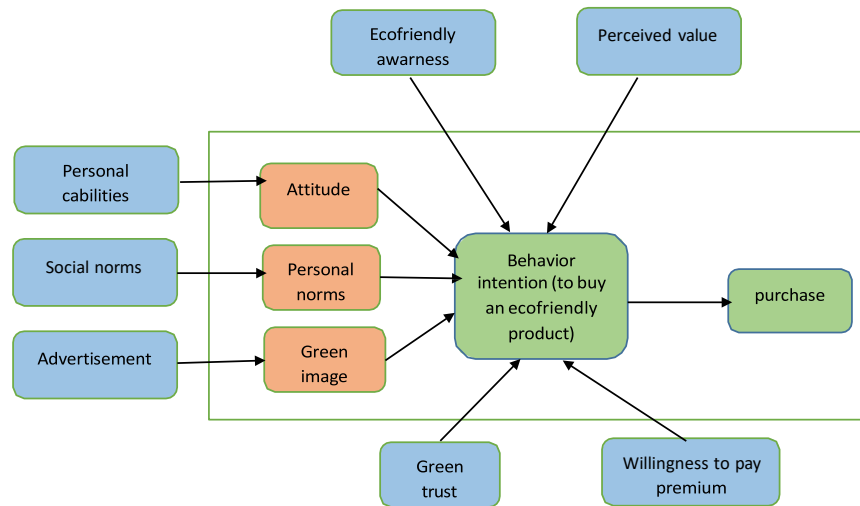 Ecofriendly
awarness
Perceived value
Personal
cabilities
Attitude
Social norms
Personal
norms
Behavior
intention (to buy
an ecofriendly
product)
purchase
Advertisement
Green
image
Green
trust
Willingness to pay
premium